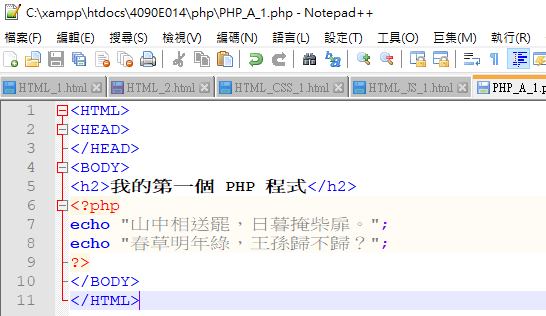 C:\xampp\htdocs\4090E014\php\PHP_A_1.php - Notepad++
檔案(F) 編輯(E) 搜尋(S) 檢視(V) 編碼(N) 語言(L) 設定(T) 工具(O) 巨集(M) 執行(R)
HTML_1.html HTML_2.html HTML_CSS_1.html HTML_JS_1.html PHP_A_1.p
1 <HTML>
2 <HEAD>
3 </HEAD>
4 <BODY>
5 <h2>我的第一個 PHP 程式</h2>
6 <?php
7 echo "山中相送罷，日暮掩柴扉。";
8 echo "春草明年綠，王孫歸不歸？";
9 ?>
10 </BODY>
11 </HTML>